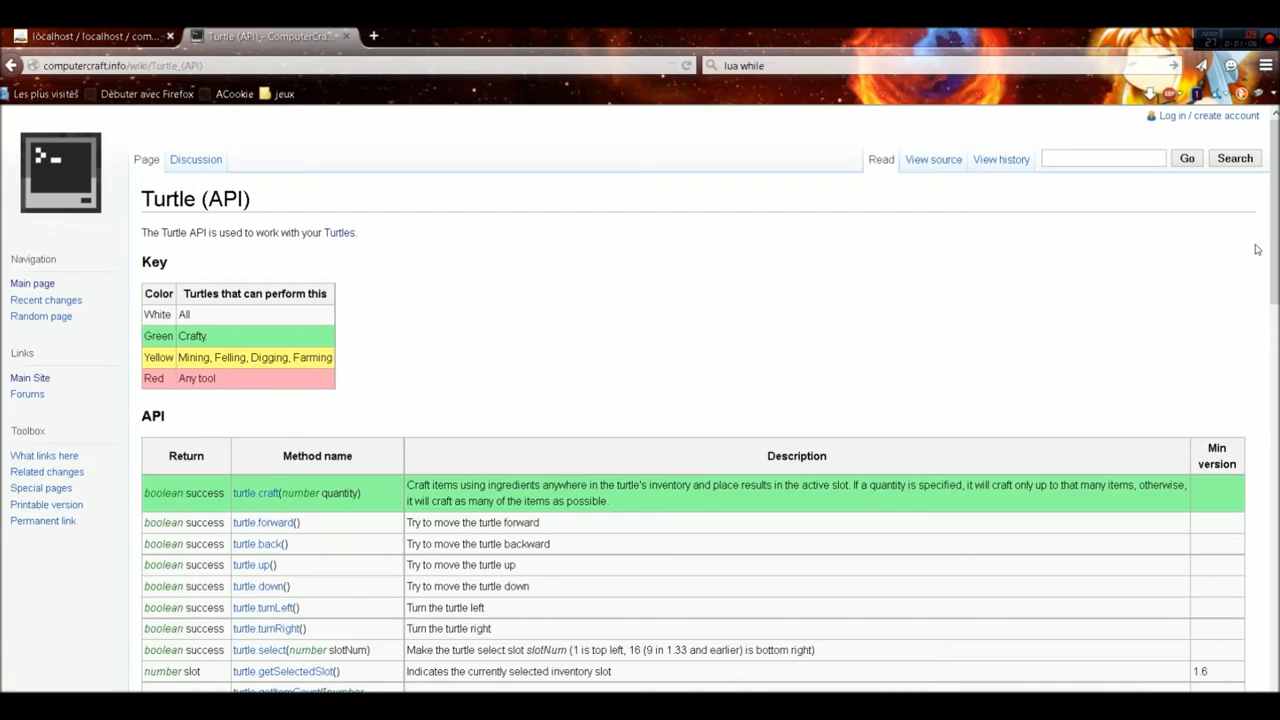 localhost / localhost / com...
Turtle (API) - ComputerCra...
computercraft.info/wiki/Turtle_(API)
lua while
Les plus visités
Débuter avec Firefox
ACookie
jeux
Log in / create account
Page
Discussion
Read
View source
View history
Go
Search
Turtle (API)
The Turtle API is used to work with your Turtles.
Key
Color Turtles that can perform this
White All
Green Crafty
Yellow Mining, Felling, Digging, Farming
Red Any tool
Navigation
Main page
Recent changes
Random page
Links
Main Site
Forums
Toolbox
What links here
Related changes
Special pages
Printable version
Permanent link
API
Return Method name Description Min
version
boolean success turtle.craft(number quantity) Craft items using ingredients anywhere in the turtle's inventory and place results in the active slot. If a quantity is specified, it will craft only up to that many items, otherwise,
it will craft as many of the items as possible.
boolean success turtle.forward() Try to move the turtle forward
boolean success turtle.back() Try to move the turtle backward
boolean success turtle.up() Try to move the turtle up
boolean success turtle.down() Try to move the turtle down
boolean success turtle.turnLeft() Turn the turtle left
boolean success turtle.turnRight() Turn the turtle right
boolean success turtle.select(number slotNum) Make the turtle select slot slotNum (1 is top left, 16 (9 in 1.33 and earlier) is bottom right)
number slot turtle.getSelectedSlot() Indicates the currently selected inventory slot 1.6
turtle.getItemCount([number